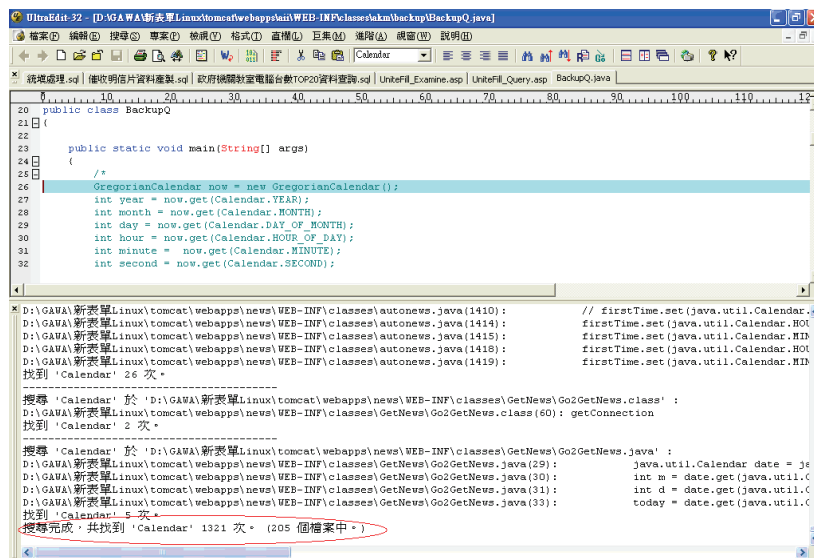 UltraEdit-32 - [D:\GAWA\新表單Linux\tomcat\webapps\aii\WEB-INF\classes\akm\backup\BackupQ.java]
檔案(F) 編輯(E) 搜尋(S) 專案(P) 檢視(V) 格式(T) 直欄(L) 巨集(M) 進階(A) 視窗(W) 說明(H)
Calendar
統壇處理.sql 催收明信片資料產製.sql 政府機關教室電腦台數TOP20資料查詢.sql UniteFill_Examine.asp UniteFill_Query.asp BackupQ.java
0 10 20 30 40 50 60 70 80 90 100 110 12
20 public class BackupQ
21 {
22
23 public static void main(String[] args)
24 {
25 /*
26 GregorianCalendar now = new GregorianCalendar();
27 int year = now.get(Calendar.YEAR);
28 int month = now.get(Calendar.MONTH);
29 int day = now.get(Calendar.DAY_OF_MONTH);
30 int hour = now.get(Calendar.HOUR_OF_DAY);
31 int minute = now.get(Calendar.MINUTE);
32 int second = now.get(Calendar.SECOND);
D:\GAWA\新表單Linux\tomcat\webapps\news\WEB-INF\classes\autonews.java(1410): // firstTime.set(java.util.Calendar.
D:\GAWA\新表單Linux\tomcat\webapps\news\WEB-INF\classes\autonews.java(1414): firstTime.set(java.util.Calendar.HOU
D:\GAWA\新表單Linux\tomcat\webapps\news\WEB-INF\classes\autonews.java(1415): firstTime.set(java.util.Calendar.MIN
D:\GAWA\新表單Linux\tomcat\webapps\news\WEB-INF\classes\autonews.java(1418): firstTime.set(java.util.Calendar.HOU
D:\GAWA\新表單Linux\tomcat\webapps\news\WEB-INF\classes\autonews.java(1419): firstTime.set(java.util.Calendar.MIN
找到 'Calendar' 26 次。
----------------------------------------
搜尋 'Calendar' 於 'D:\GAWA\新表單Linux\tomcat\webapps\news\WEB-INF\classes\GetNews\Go2GetNews.class' :
D:\GAWA\新表單Linux\tomcat\webapps\news\WEB-INF\classes\GetNews\Go2GetNews.class(60): getConnection
找到 'Calendar' 2 次。
----------------------------------------
搜尋 'Calendar' 於 'D:\GAWA\新表單Linux\tomcat\webapps\news\WEB-INF\classes\GetNews\Go2GetNews.java' :
D:\GAWA\新表單Linux\tomcat\webapps\news\WEB-INF\classes\GetNews\Go2GetNews.java(29): java.util.Calendar date = ja
D:\GAWA\新表單Linux\tomcat\webapps\news\WEB-INF\classes\GetNews\Go2GetNews.java(30): int m = date.get(java.util.C
D:\GAWA\新表單Linux\tomcat\webapps\news\WEB-INF\classes\GetNews\Go2GetNews.java(31): int d = date.get(java.util.C
D:\GAWA\新表單Linux\tomcat\webapps\news\WEB-INF\classes\GetNews\Go2GetNews.java(33): today = date.get(java.util.C
找到 'Calendar' 5 次。
搜尋完成，共找到 'Calendar' 1321 次。 (205 個檔案中。)